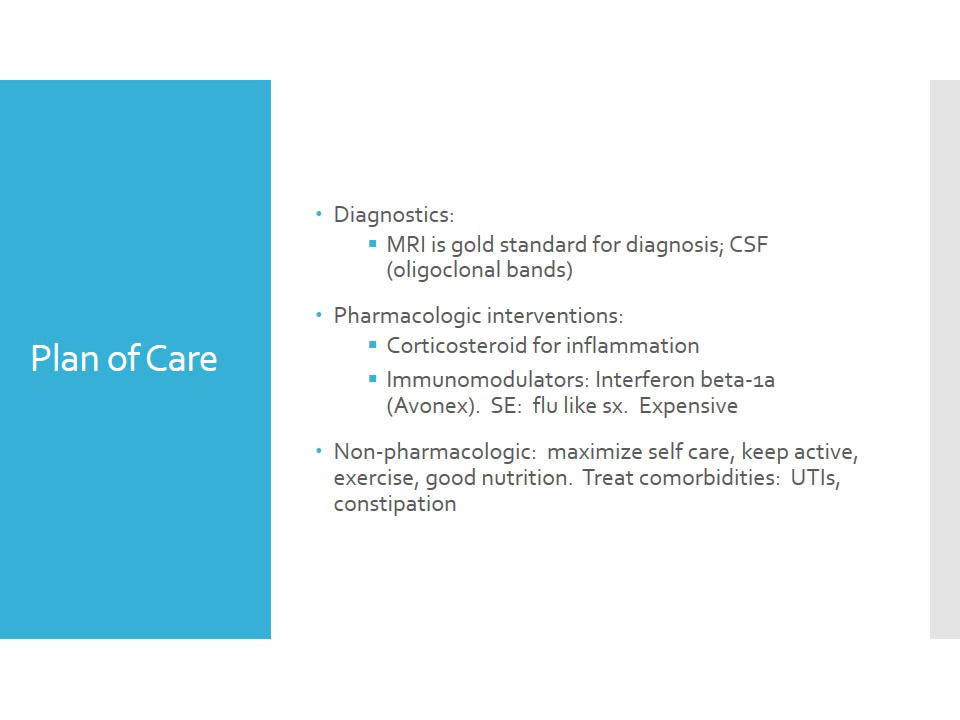 Plan of Care
• Diagnostics:
▪ MRI is gold standard for diagnosis; CSF
(oligoclonal bands)
• Pharmacologic interventions:
▪ Corticosteroid for inflammation
▪ Immunomodulators: Interferon beta-1a
(Avonex).  SE:  flu like sx.  Expensive
• Non-pharmacologic:  maximize self care, keep active,
exercise, good nutrition.  Treat comorbidities:  UTIs,
constipation